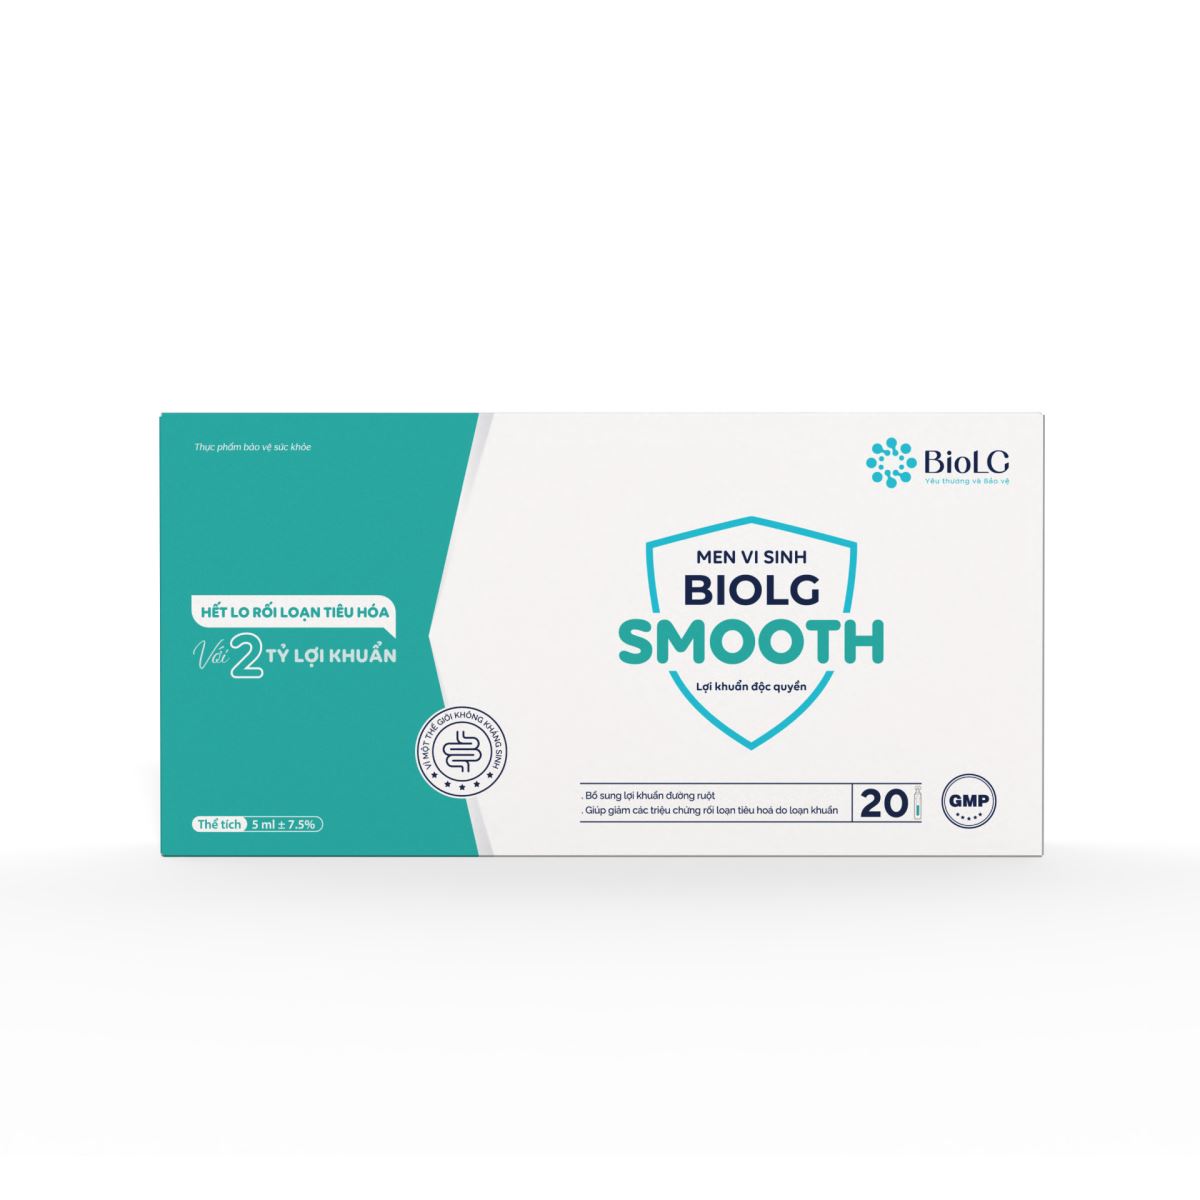 Thực phẩm bảo vệ sức khỏe
HẾT LO RỐI LOẠN TIÊU HÓA
Với 2 TỶ LỢI KHUẨN
VÌ MỘT THẾ GIỚI KHÔNG KHÁNG SINH
Thể tích 5 ml ± 7.5%
BioLG
Yêu thương và Bảo vệ
MEN VI SINH
BIOLG
SMOOTH
Lợi khuẩn độc quyền
. Bổ sung lợi khuẩn đường ruột
. Giúp giảm các triệu chứng rối loạn tiêu hoá do loạn khuẩn
20
GMP